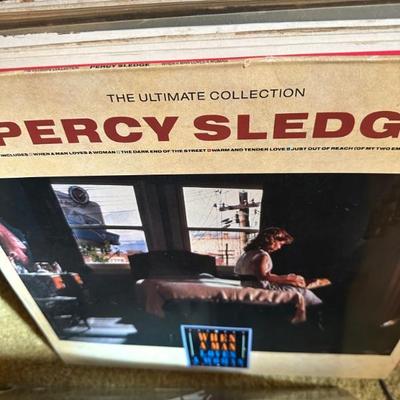 PERCY SLEDGE
THE ULTIMATE COLLECTION
PERCY SLEDG
INCLUDES WHEN A MAN LOVES A WOMAN THE DARK END OF THE STREET WARM AND TENDER LOVE JUST OUT OF REACH (OF MY TWO EM
WHEN
A MAN
LOVES